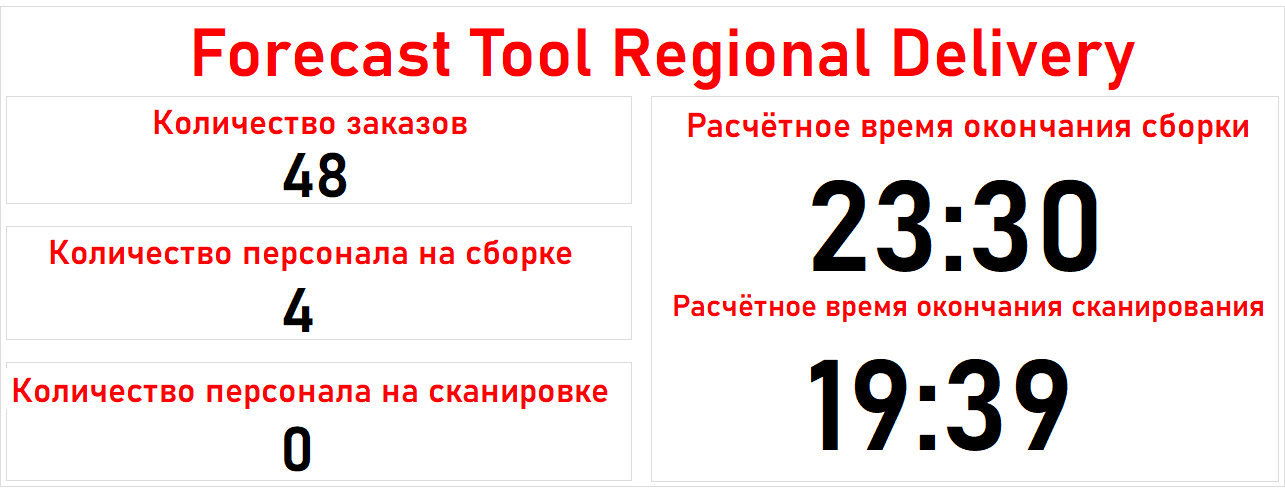 Forecast Tool Regional Delivery
Количество заказов
48
Количество персонала на сборке
4
Количество персонала на сканировке
0
Расчётное время окончания сборки
23:30
Расчётное время окончания сканирования
19:39